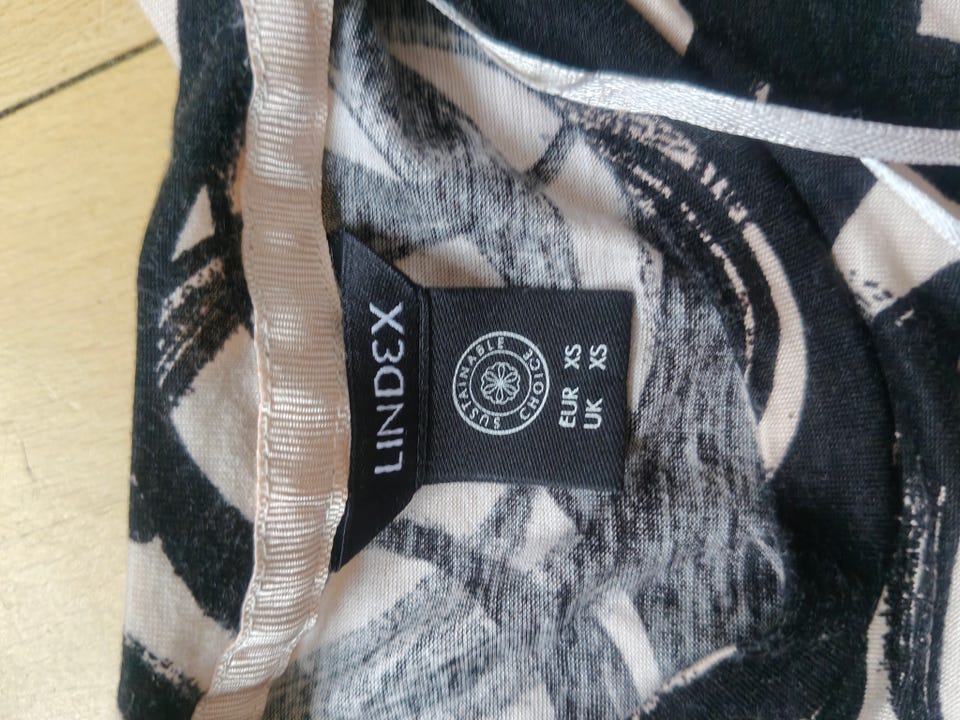 LINDEX
SUSTAINABLE CHOICE
EUR XS
UK XS